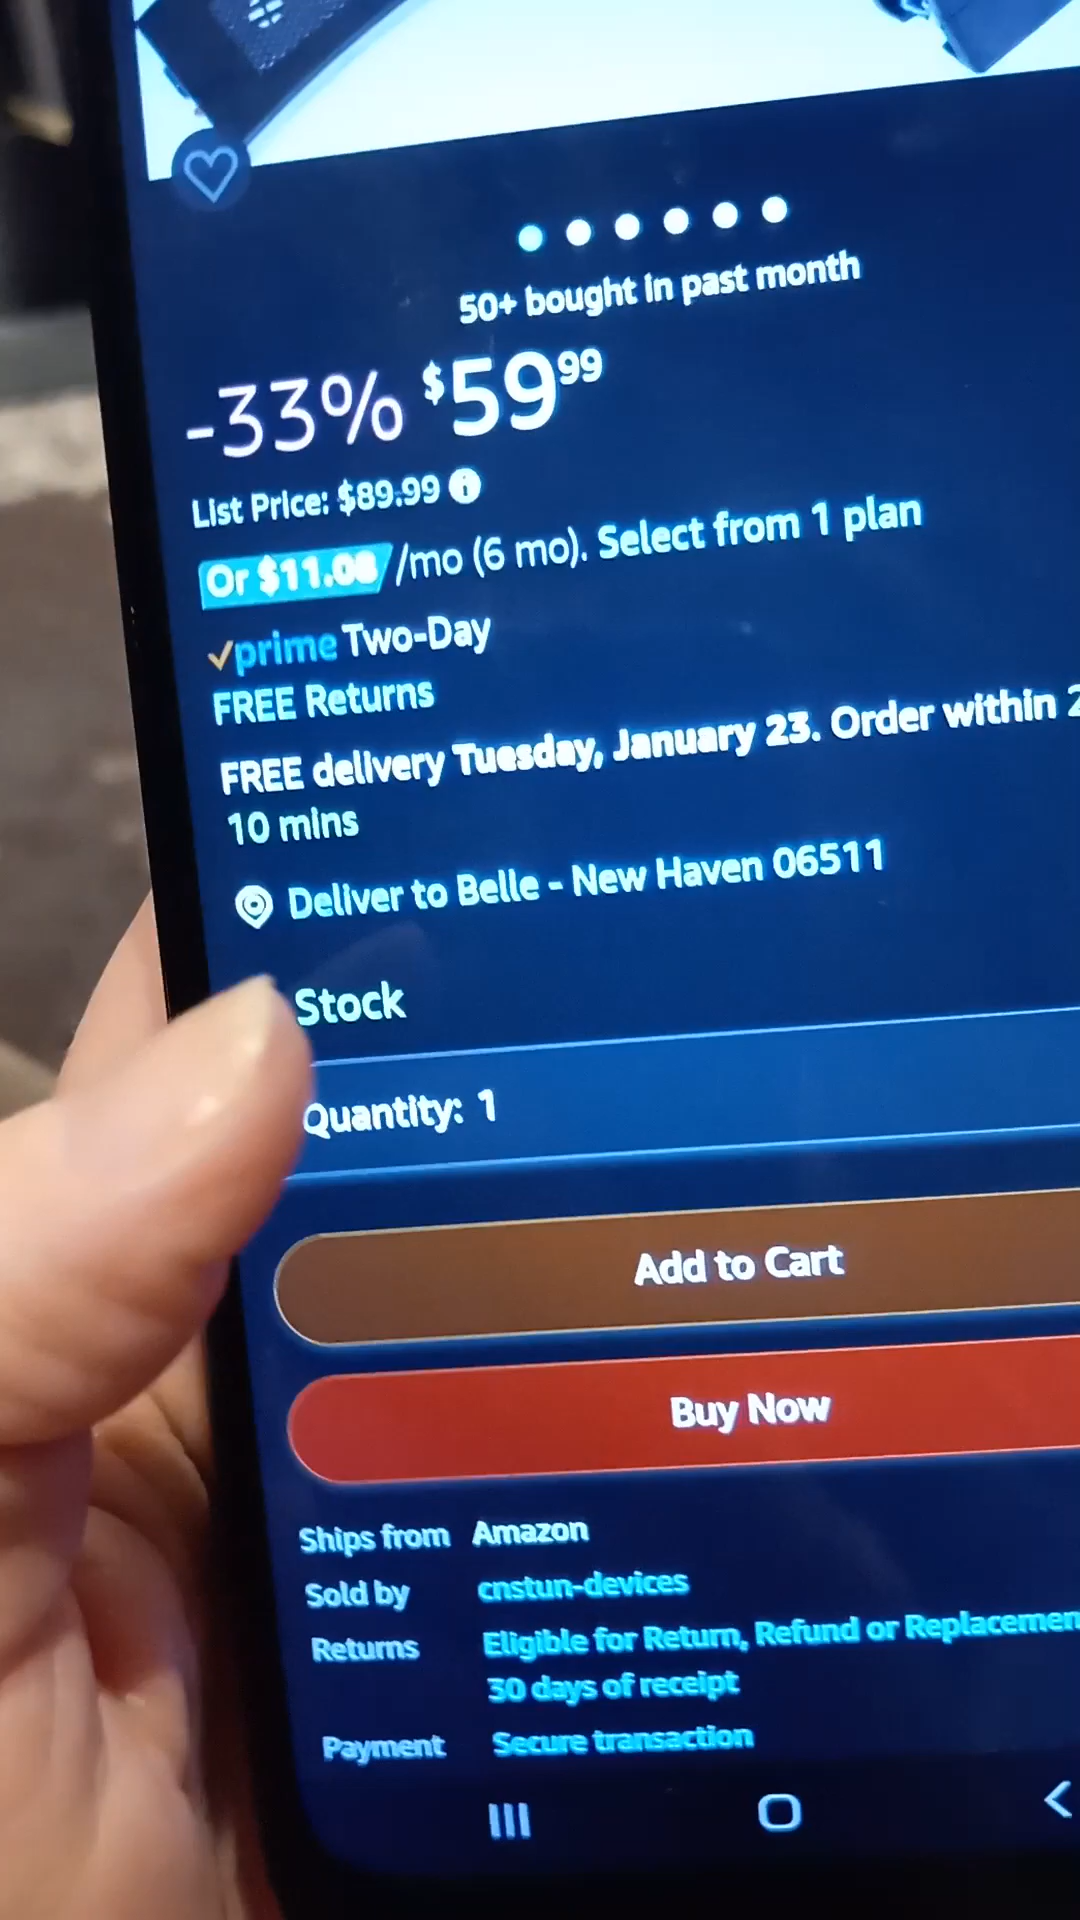 50+ bought in past month
-33% $59.99
List Price: $89.99
Or $11.08 /mo (6 mo). Select from 1 plan
prime Two-Day
FREE Returns
FREE delivery Tuesday, January 23. Order within 2
10 mins
Deliver to Belle - New Haven 06511
Stock
Quantity: 1
Add to Cart
Buy Now
Ships from Amazon
Sold by cnstun-devices
Returns Eligible for Return, Refund or Replacemen
30 days of receipt
Payment Secure transaction